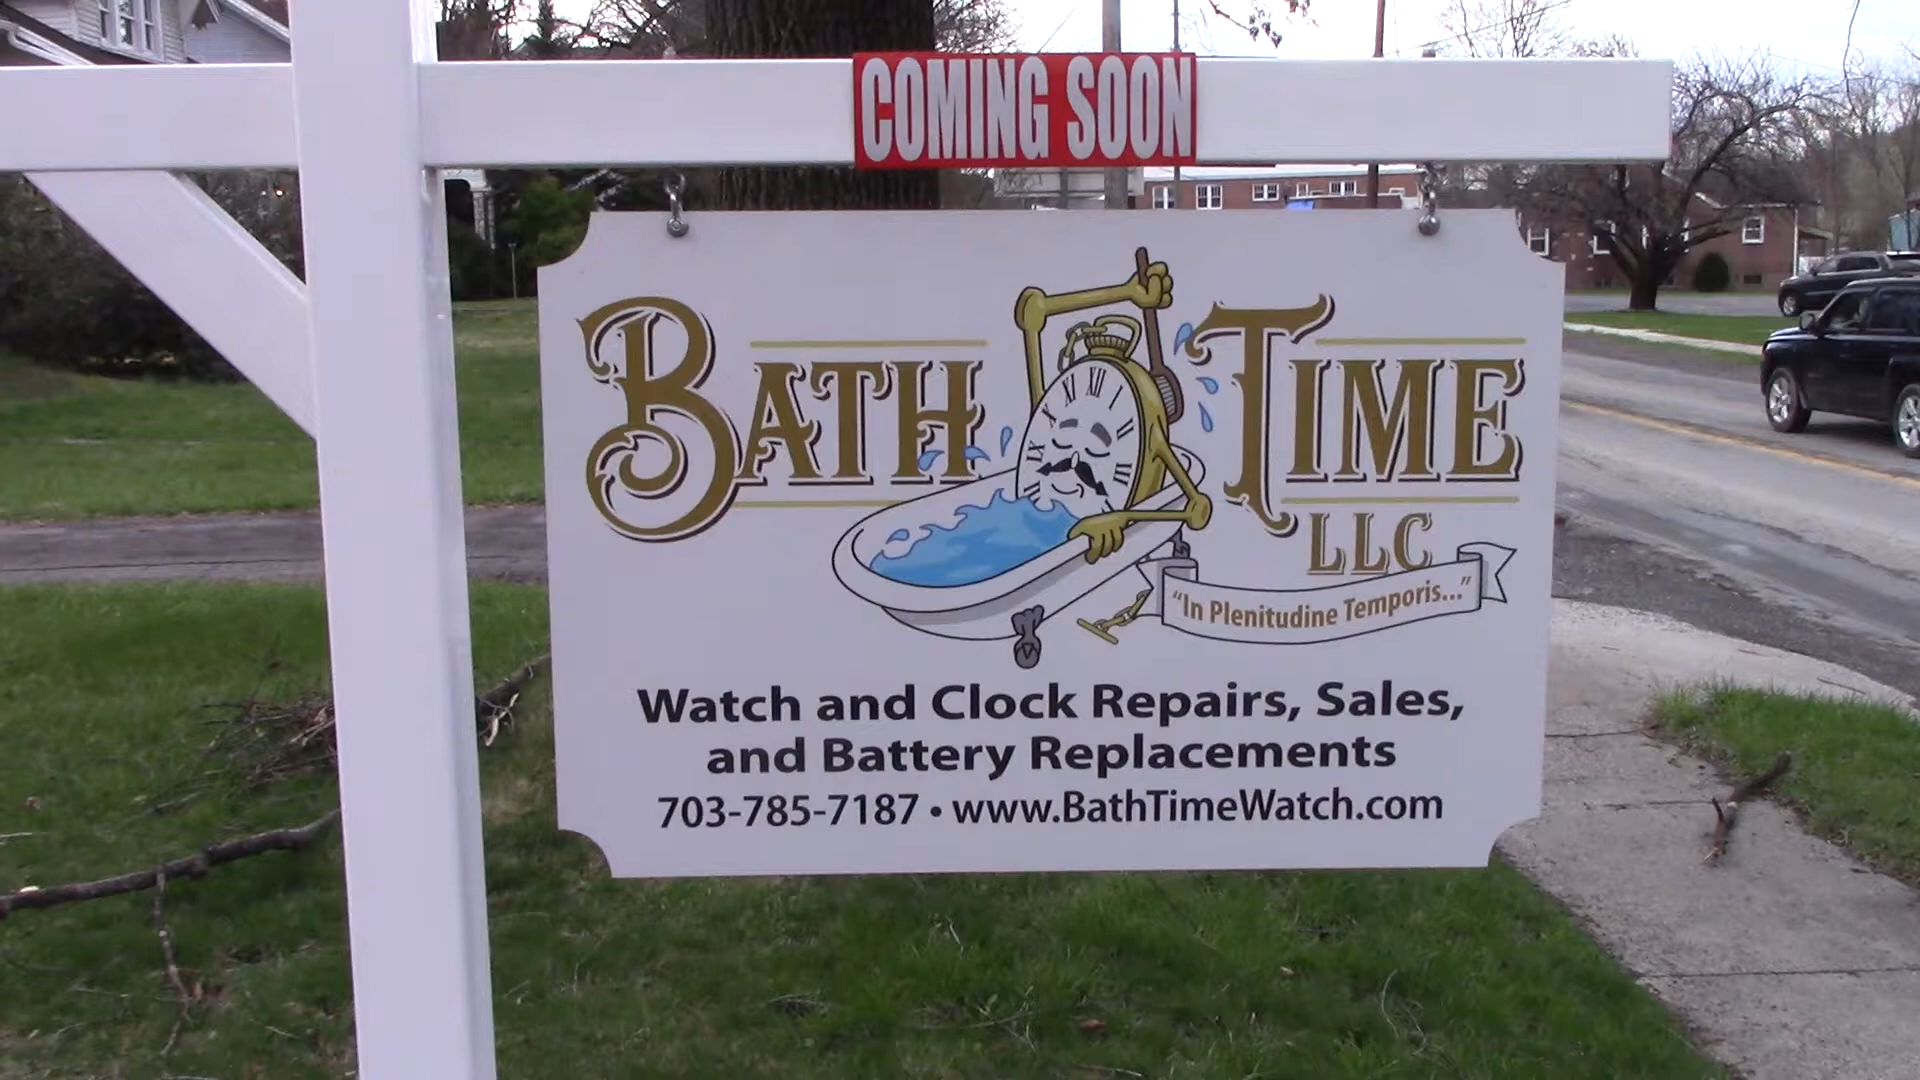 COMING SOON
BATH TIME
LLC
"In Plenitudine Temporis..."
Watch and Clock Repairs, Sales,
and Battery Replacements
703-785-7187 • www.BathTimeWatch.com